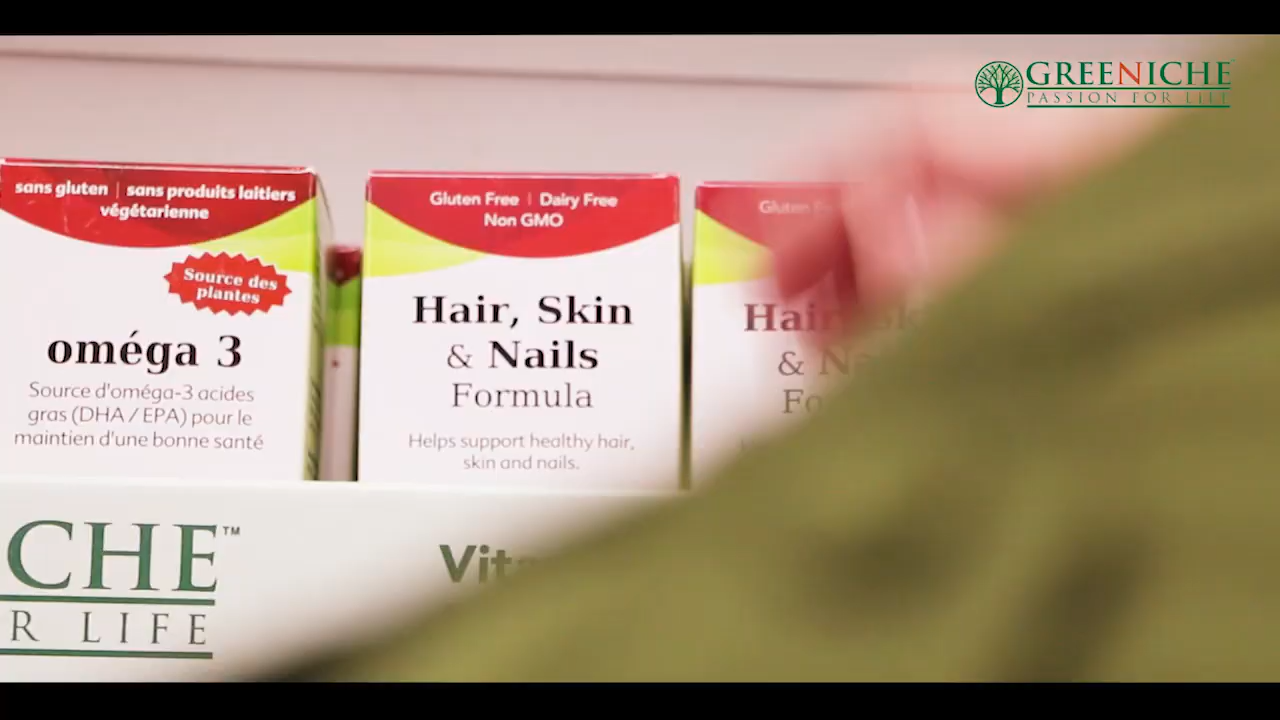 GREENICHE
PASSION FOR LIFE
sans gluten | sans produits laitiers
végétarienne
Source des
plantes
oméga 3
Source d'oméga-3 acides
gras (DHA / EPA) pour le
maintien d'une bonne santé
Gluten Free | Dairy Free
Non GMO
Hair, Skin
& Nails
Formula
Helps support healthy hair,
skin and nails.
Gluten
Hair,
&
CHE™
R LIFE